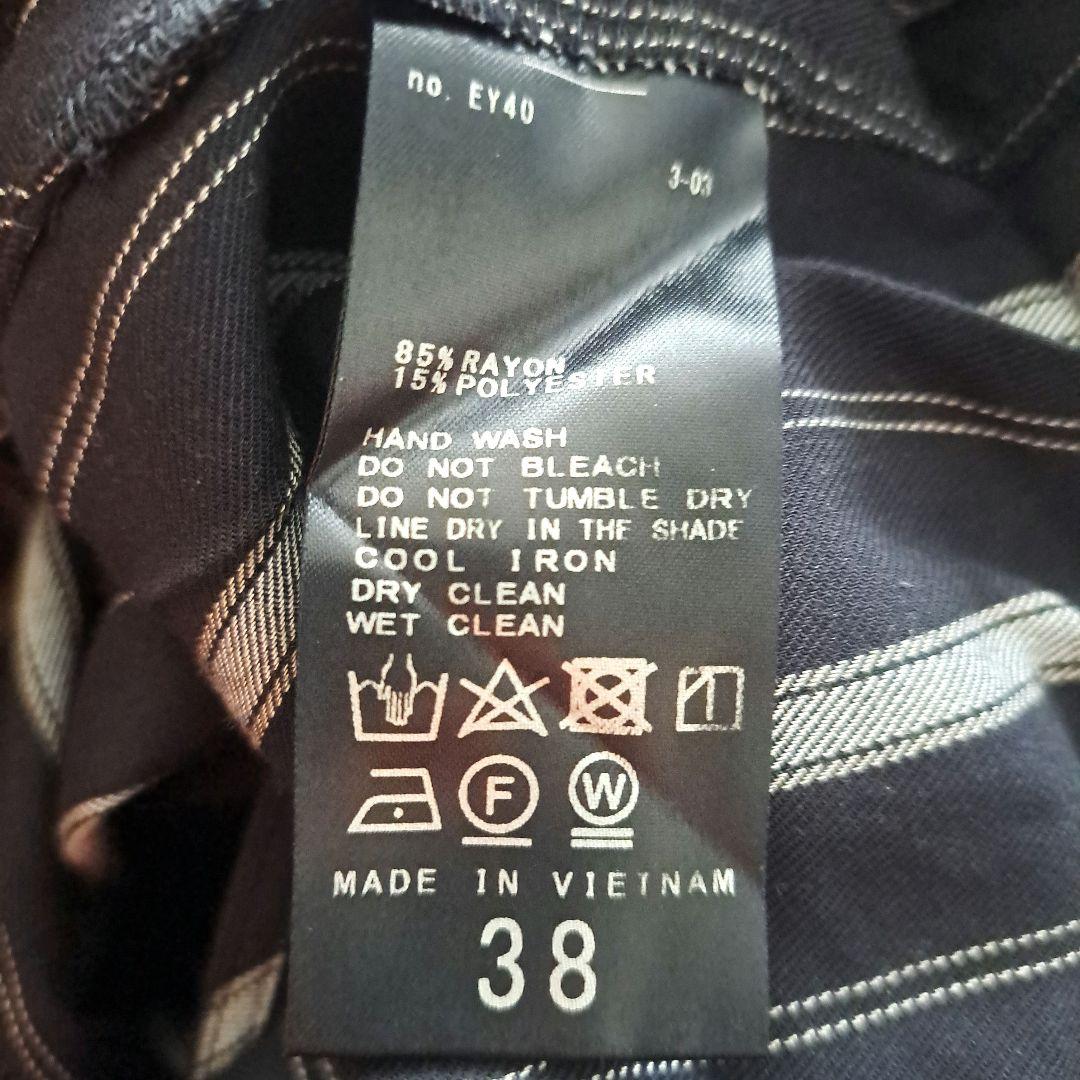 no. EY40
3-03
85% RAYON
15% POLYESTER
HAND WASH
DO NOT BLEACH
DO NOT TUMBLE DRY
LINE DRY IN THE SHADE
COOL IRON
DRY CLEAN
WET CLEAN
F W
MADE IN VIETNAM
38